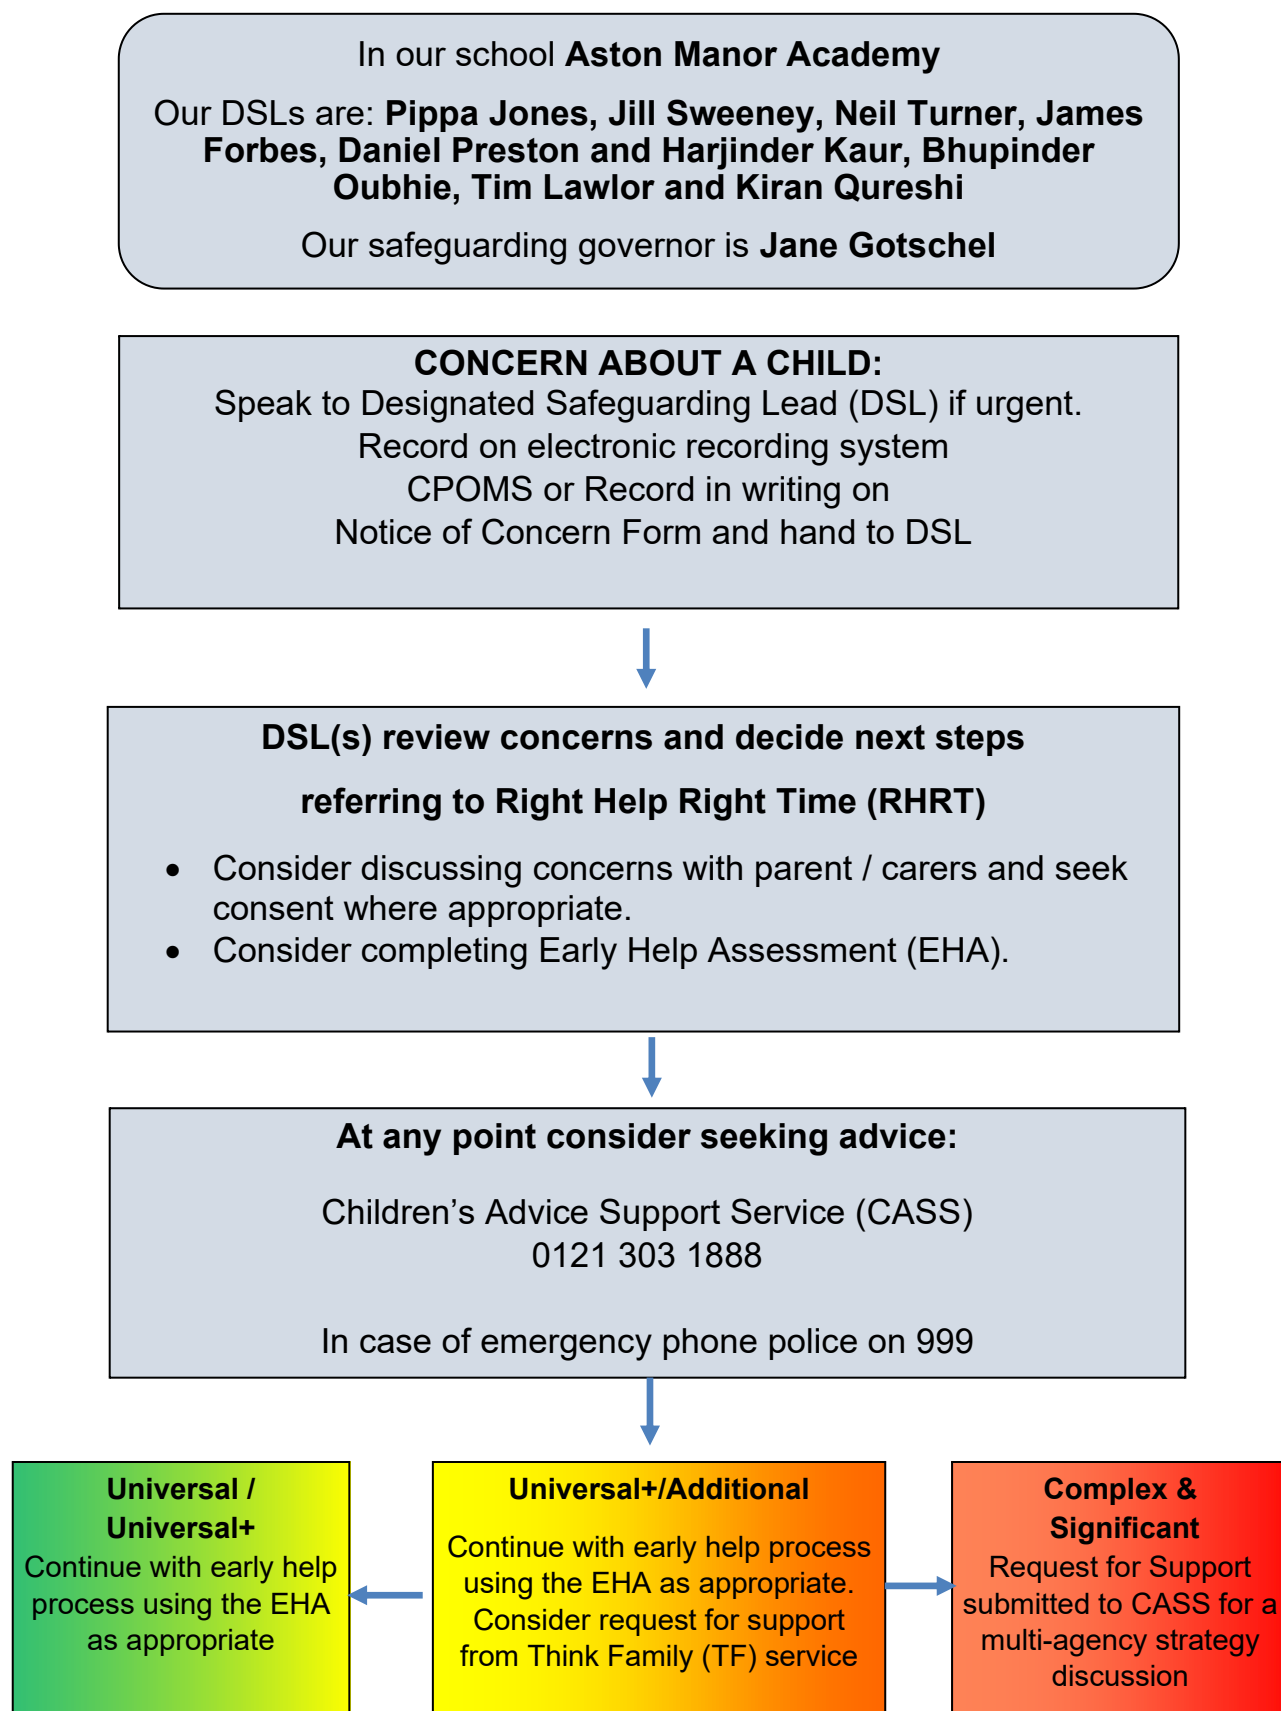 In our school Aston Manor Academy
Our DSLs are: Pippa Jones, Jill Sweeney, Neil Turner, James
Forbes, Daniel Preston and Harjinder Kaur, Bhupinder
Oubhie, Tim Lawlor and Kiran Qureshi
Our safeguarding governor is Jane Gotschel
CONCERN ABOUT A CHILD:
Speak to Designated Safeguarding Lead (DSL) if urgent.
Record on electronic recording system
CPOMS or Record in writing on
Notice of Concern Form and hand to DSL
DSL(s) review concerns and decide next steps
referring to Right Help Right Time (RHRT)
• Consider discussing concerns with parent / carers and seek
consent where appropriate.
• Consider completing Early Help Assessment (EHA).
At any point consider seeking advice:
Children’s Advice Support Service (CASS)
0121 303 1888
In case of emergency phone police on 999
Universal /
Universal+
Continue with early help
process using the EHA
as appropriate
Universal+/Additional
Continue with early help process
using the EHA as appropriate.
Consider request for support
from Think Family (TF) service
Complex &
Significant
Request for Support
submitted to CASS for a
multi-agency strategy
discussion